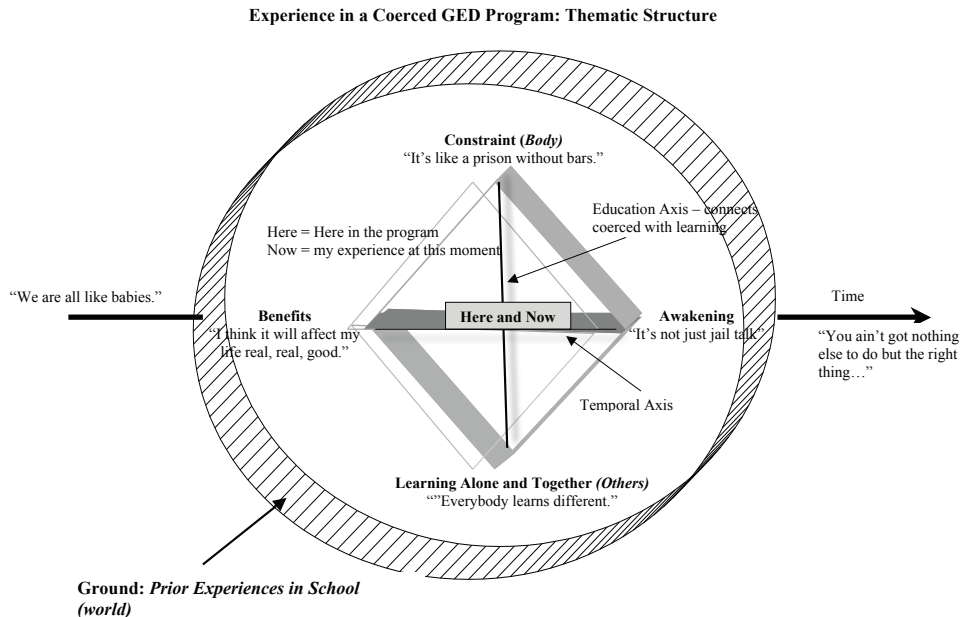 Experience in a Coerced GED Program: Thematic Structure
Constraint (Body)
“It’s like a prison without bars.”
Education Axis – connects
coerced with learning
Here = Here in the program
Now = my experience at this moment
“We are all like babies.”
Time
Benefits
“I think it will affect my
life real, real, good.”
Here and Now
Awakening
“It’s not just jail talk”
“You ain’t got nothing
else to do but the right
thing…”
Temporal Axis
Learning Alone and Together (Others)
“”Everybody learns different.”
Ground: Prior Experiences in School
(world)